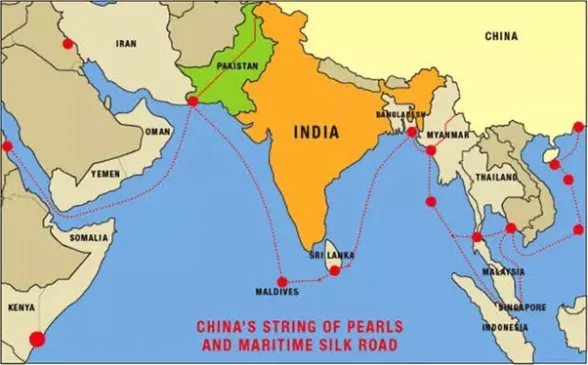 IRAN
CHINA
PAKISTAN
BANGLADESH
OMAN
INDIA
MYANMAR
YEMEN
THAILAND
SOMALIA
SRI LANKA
MALAYSIA
MALDIVES
KENYA
SINGAPORE
INDONESIA
CHINA'S STRING OF PEARLS
AND MARITIME SILK ROAD